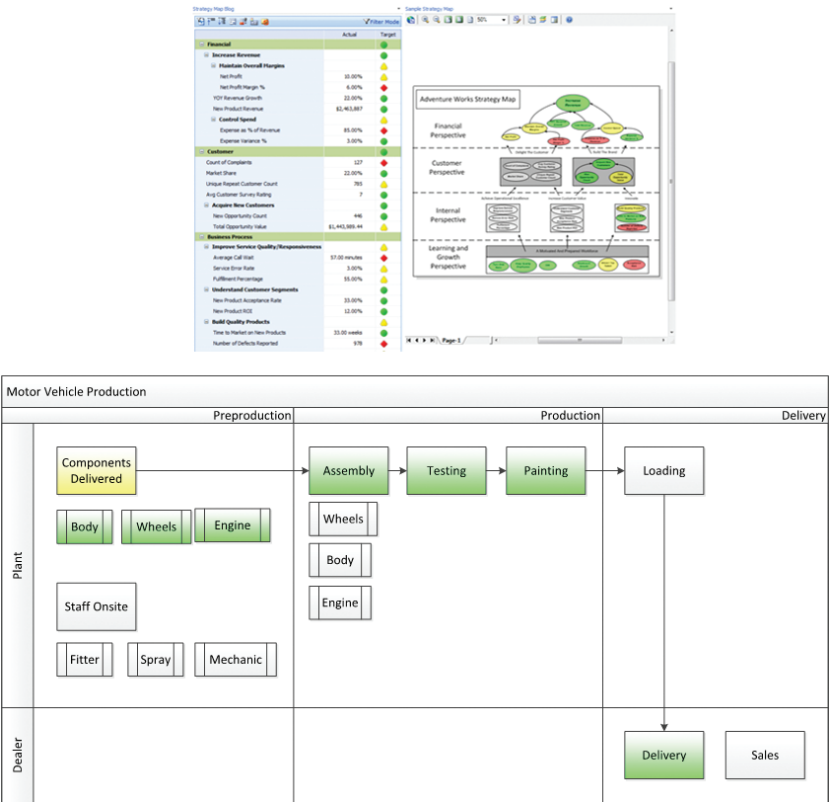 Strategy Map Blog
Sample Strategy Map
Filter Mode
50%
Actual Target
Financial
Increase Revenue
Maintain Overall Margins
Net Profit 10.00%
Net Profit Margin % 6.00%
YOY Revenue Growth 22.00%
New Product Revenue $2,463,887
Control Spend
Expense as % of Revenue 85.00%
Expense Variance % 3.00%
Customer
Count of Complaints 127
Market Share 22.00%
Unique Repeat Customer Count 785
Avg Customer Survey Rating 7
Acquire New Customers
New Opportunity Count 446
Total Opportunity Value $1,443,889.44
Business Process
Improve Service Quality/Responsiveness
Average Call Wait 57.00 minutes
Service Error Rate 3.00%
Fulfillment Percentage 55.00%
Understand Customer Segments
New Product Acceptance Rate 33.00%
New Product ROI 12.00%
Build Quality Products
Time to Market on New Products 33.00 weeks
Number of Defects Reported 978
Adventure Works Strategy Map
Increase
Revenue
Financial
Perspective
Customer
Perspective
Internal
Perspective
Learning and
Growth
Perspective
Page-1
Motor Vehicle Production
Preproduction Production Delivery
Plant
Components
Delivered
Assembly Testing Painting Loading
Body Wheels Engine
Wheels
Body
Engine
Staff Onsite
Fitter Spray Mechanic
Dealer
Delivery Sales